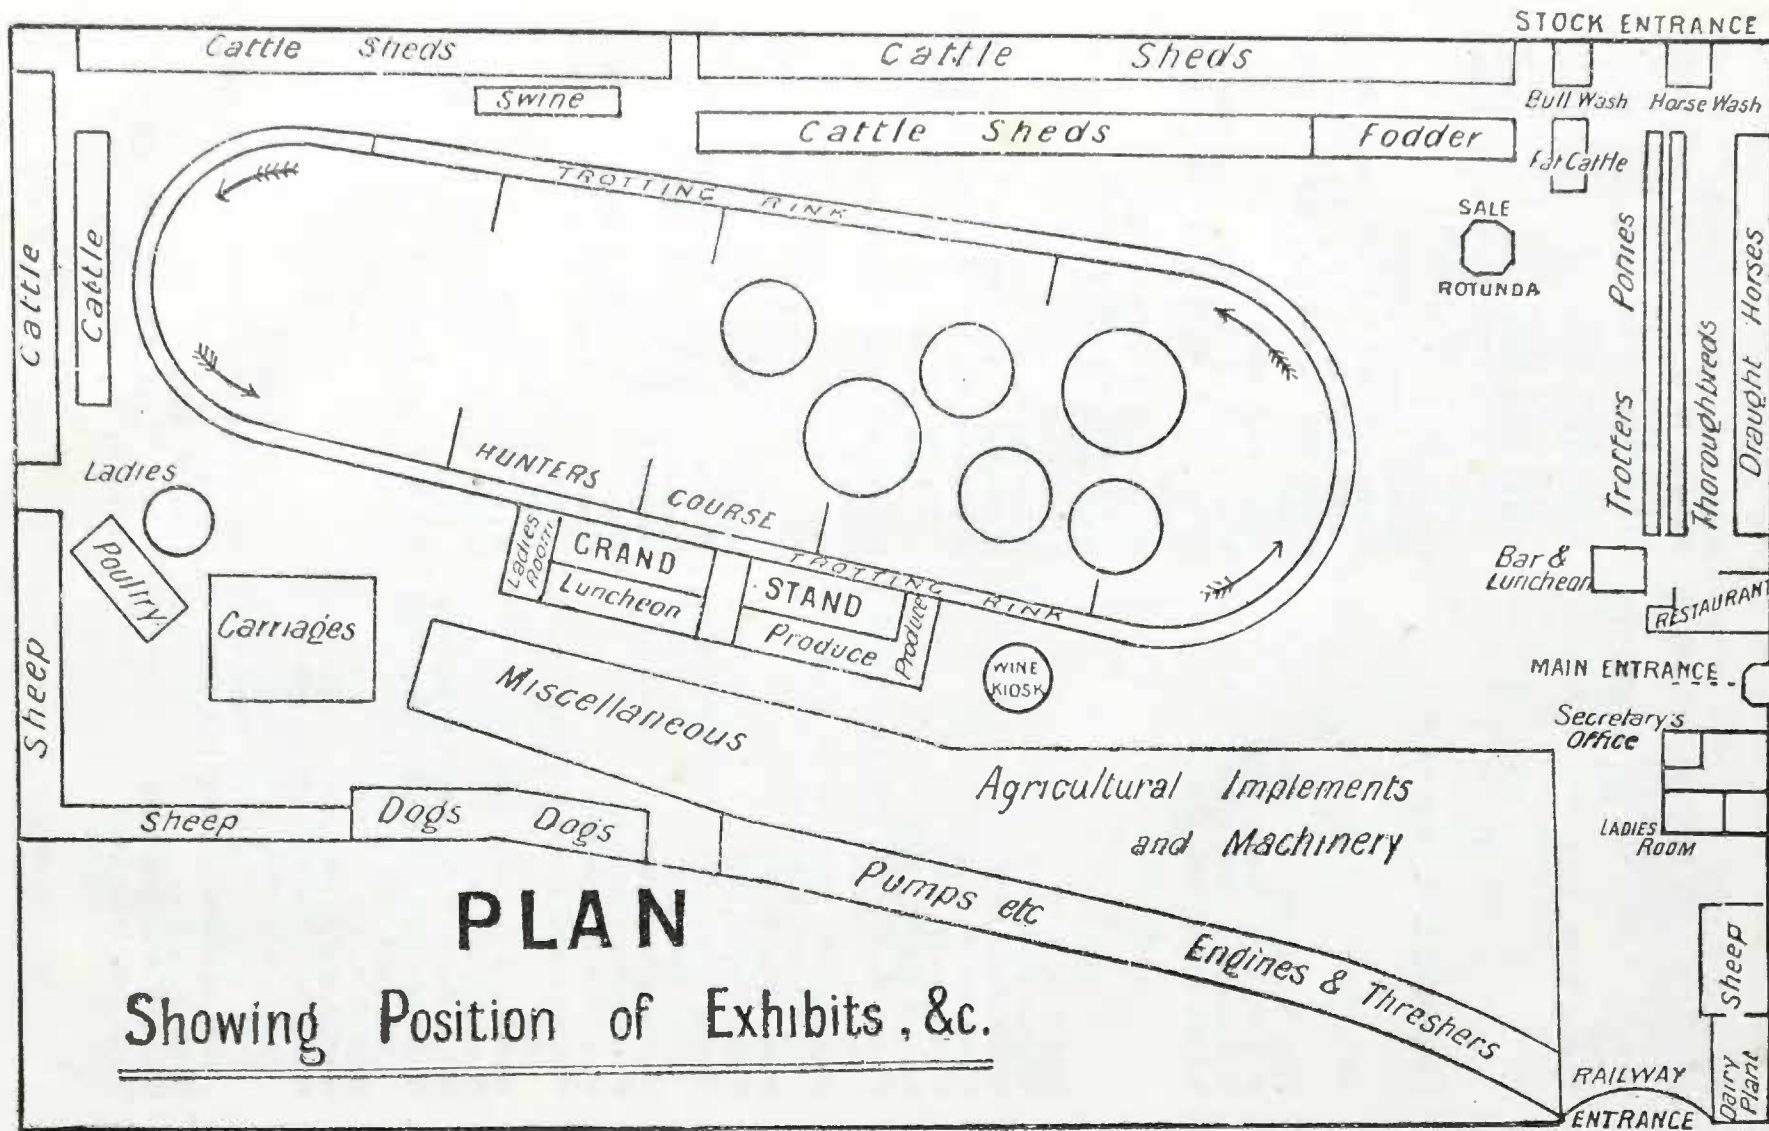 STOCK ENTRANCE
Cattle Sheds
Cattle Sheds
Swine
Bull Wash
Horse Wash
Cattle Sheds
Fodder
Fat Cattle
TROTTING RINK
SALE
ROTUNDA
Cattle
Cattle
Ponies
Trotters
Thoroughbreds
Draught Horses
Ladies
HUNTERS
COURSE
Poultry
Carriages
Ladies
Room
GRAND
Luncheon
TROTTING RINK
STAND
Produce
Produce
Bar &
Luncheon
RESTAURANT
WINE
KIOSK
MAIN ENTRANCE
Miscellaneous
Secretary's
Office
Sheep
Agricultural Implements
and Machinery
Sheep
Dogs
Dogs
LADIES
ROOM
Pumps etc
Engines & Threshers
Sheep
Dairy
Plant
RAILWAY
ENTRANCE
PLAN
Showing Position of Exhibits, &c.